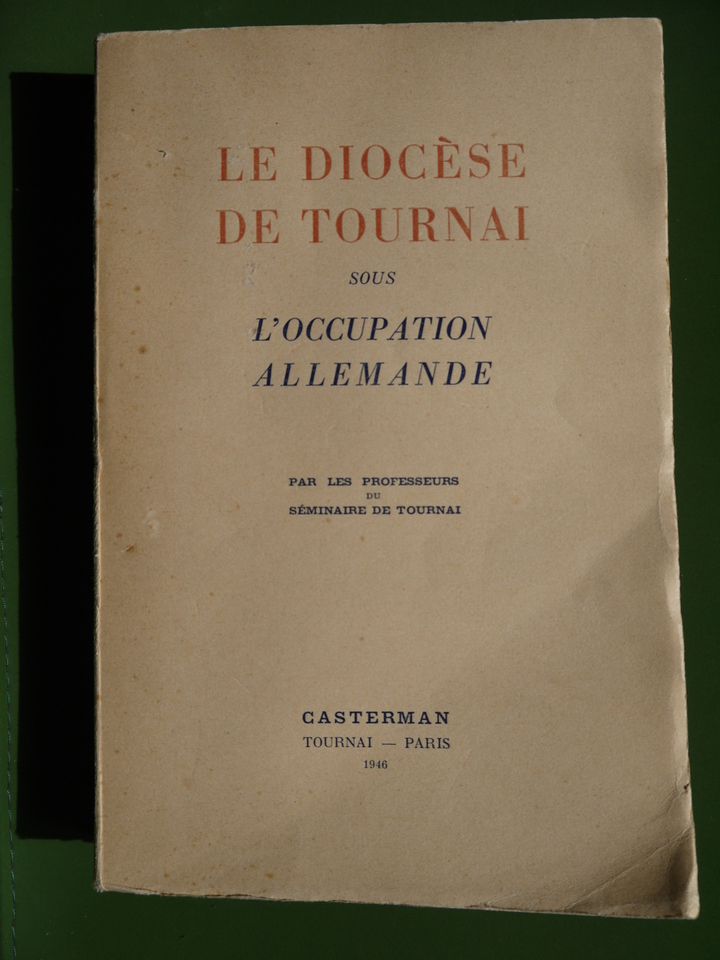 LE DIOCÈSE
DE TOURNAI
SOUS
L'OCCUPATION
ALLEMANDE
PAR LES PROFESSEURS
DU
SÉMINAIRE DE TOURNAI
CASTERMAN
TOURNAI — PARIS
1946